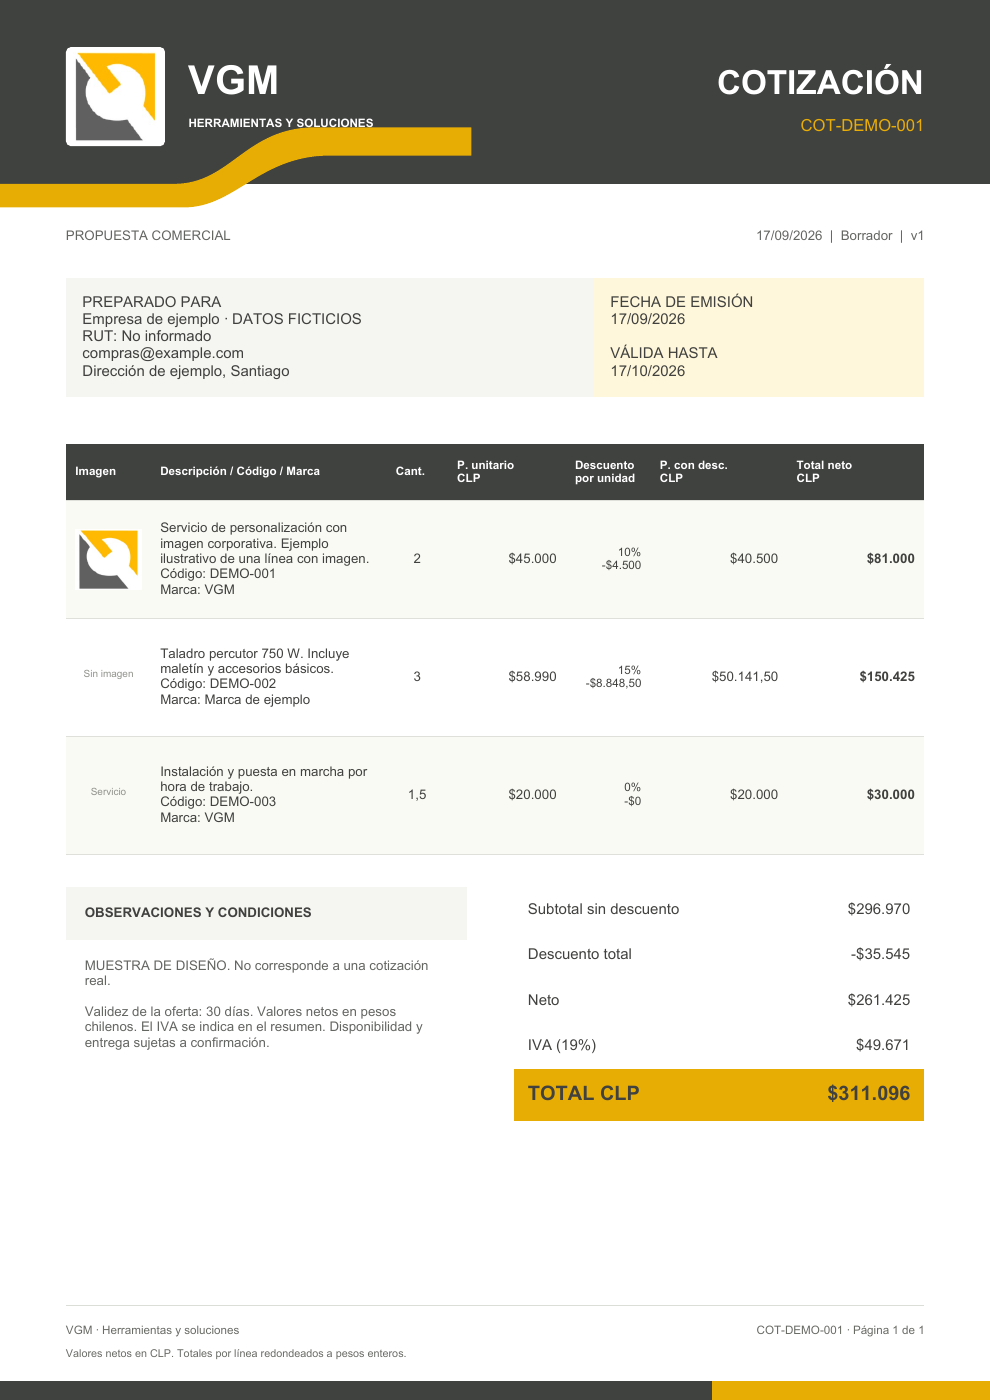 VGM
HERRAMIENTAS Y SOLUCIONES
COTIZACIÓN
COT-DEMO-001
PROPUESTA COMERCIAL
17/09/2026 | Borrador | v1
PREPARADO PARA
Empresa de ejemplo · DATOS FICTICIOS
RUT: No informado
compras@example.com
Dirección de ejemplo, Santiago
FECHA DE EMISIÓN
17/09/2026
VÁLIDA HASTA
17/10/2026
Imagen
Descripción / Código / Marca
Cant.
P. unitario
CLP
Descuento
por unidad
P. con desc.
CLP
Total neto
CLP
Servicio de personalización con
imagen corporativa. Ejemplo
ilustrativo de una línea con imagen.
Código: DEMO-001
Marca: VGM
2
$45.000
10%
-$4.500
$40.500
$81.000
Sin imagen
Taladro percutor 750 W. Incluye
maletín y accesorios básicos.
Código: DEMO-002
Marca: Marca de ejemplo
3
$58.990
15%
-$8.848,50
$50.141,50
$150.425
Servicio
Instalación y puesta en marcha por
hora de trabajo.
Código: DEMO-003
Marca: VGM
1,5
$20.000
0%
-$0
$20.000
$30.000
OBSERVACIONES Y CONDICIONES
MUESTRA DE DISEÑO. No corresponde a una cotización
real.
Validez de la oferta: 30 días. Valores netos en pesos
chilenos. El IVA se indica en el resumen. Disponibilidad y
entrega sujetas a confirmación.
Subtotal sin descuento $296.970
Descuento total -$35.545
Neto $261.425
IVA (19%) $49.671
TOTAL CLP $311.096
VGM · Herramientas y soluciones
COT-DEMO-001 · Página 1 de 1
Valores netos en CLP. Totales por línea redondeados a pesos enteros.